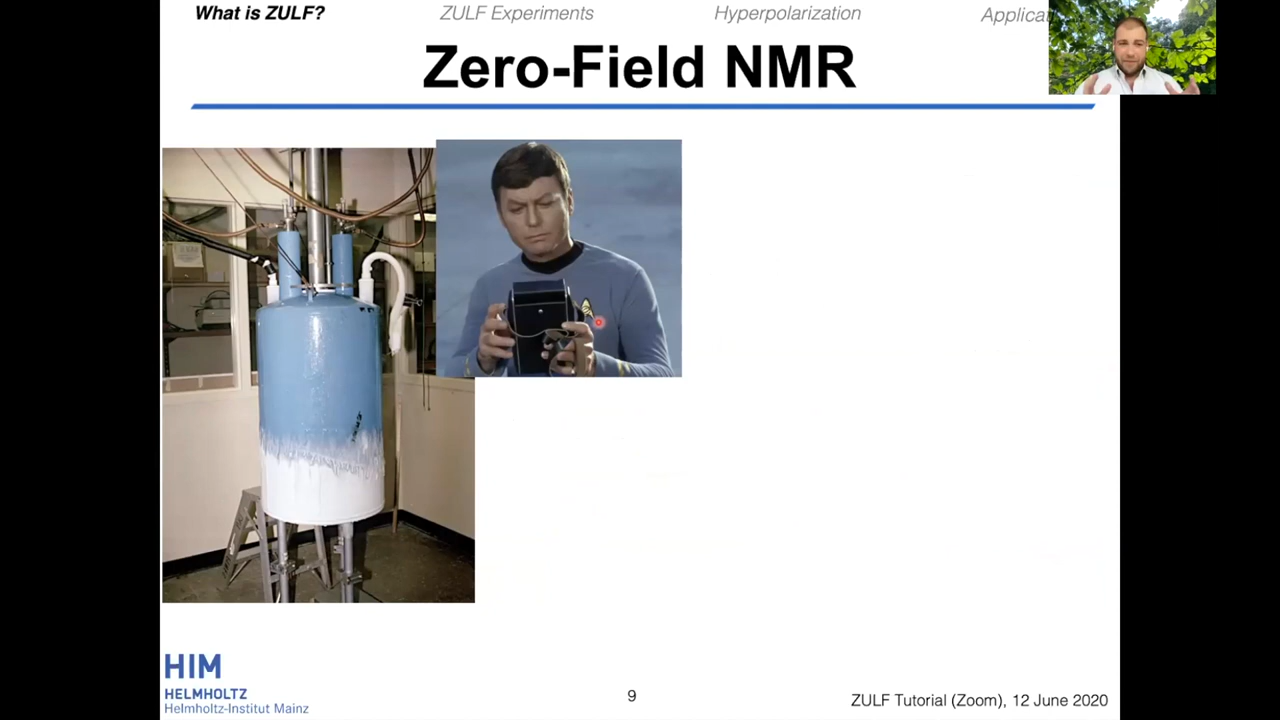 What is ZULF?
ZULF Experiments
Hyperpolarization
Applicat
Zero-Field NMR
HIM
HELMHOLTZ
Helmholtz-Institut Mainz
9
ZULF Tutorial (Zoom), 12 June 2020